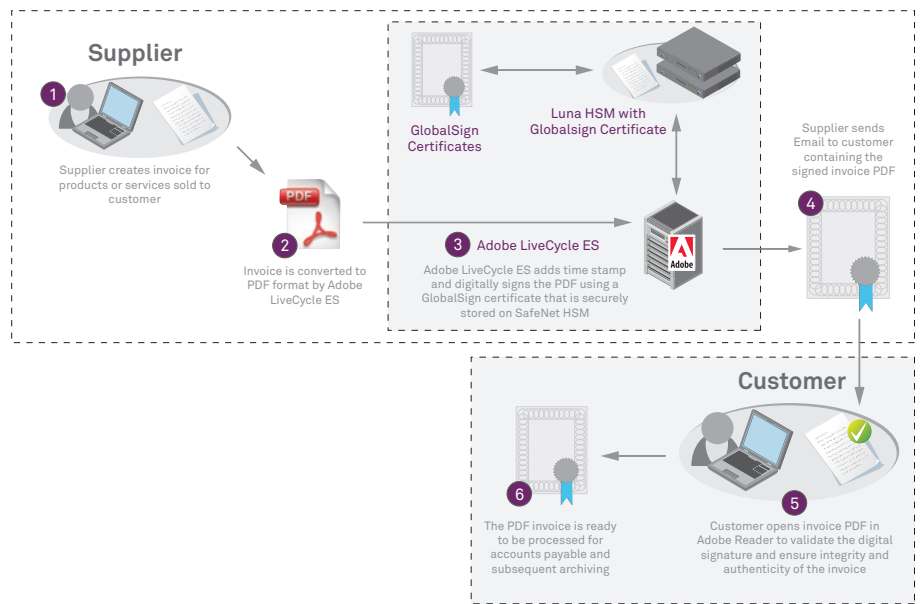 Supplier
1
Supplier creates invoice for
products or services sold to
customer
PDF
2
Invoice is converted to
PDF format by Adobe
LiveCycle ES
GlobalSign
Certificates
Luna HSM with
Globalsign Certificate
3 Adobe LiveCycle ES
Adobe LiveCycle ES adds time stamp
and digitally signs the PDF using a
GlobalSign certificate that is securely
stored on SafeNet HSM
Adobe
Supplier sends
Email to customer
containing the
signed invoice PDF
4
Customer
5
Customer opens invoice PDF in
Adobe Reader to validate the digital
signature and ensure integrity and
authenticity of the invoice
6
The PDF invoice is ready
to be processed for
accounts payable and
subsequent archiving